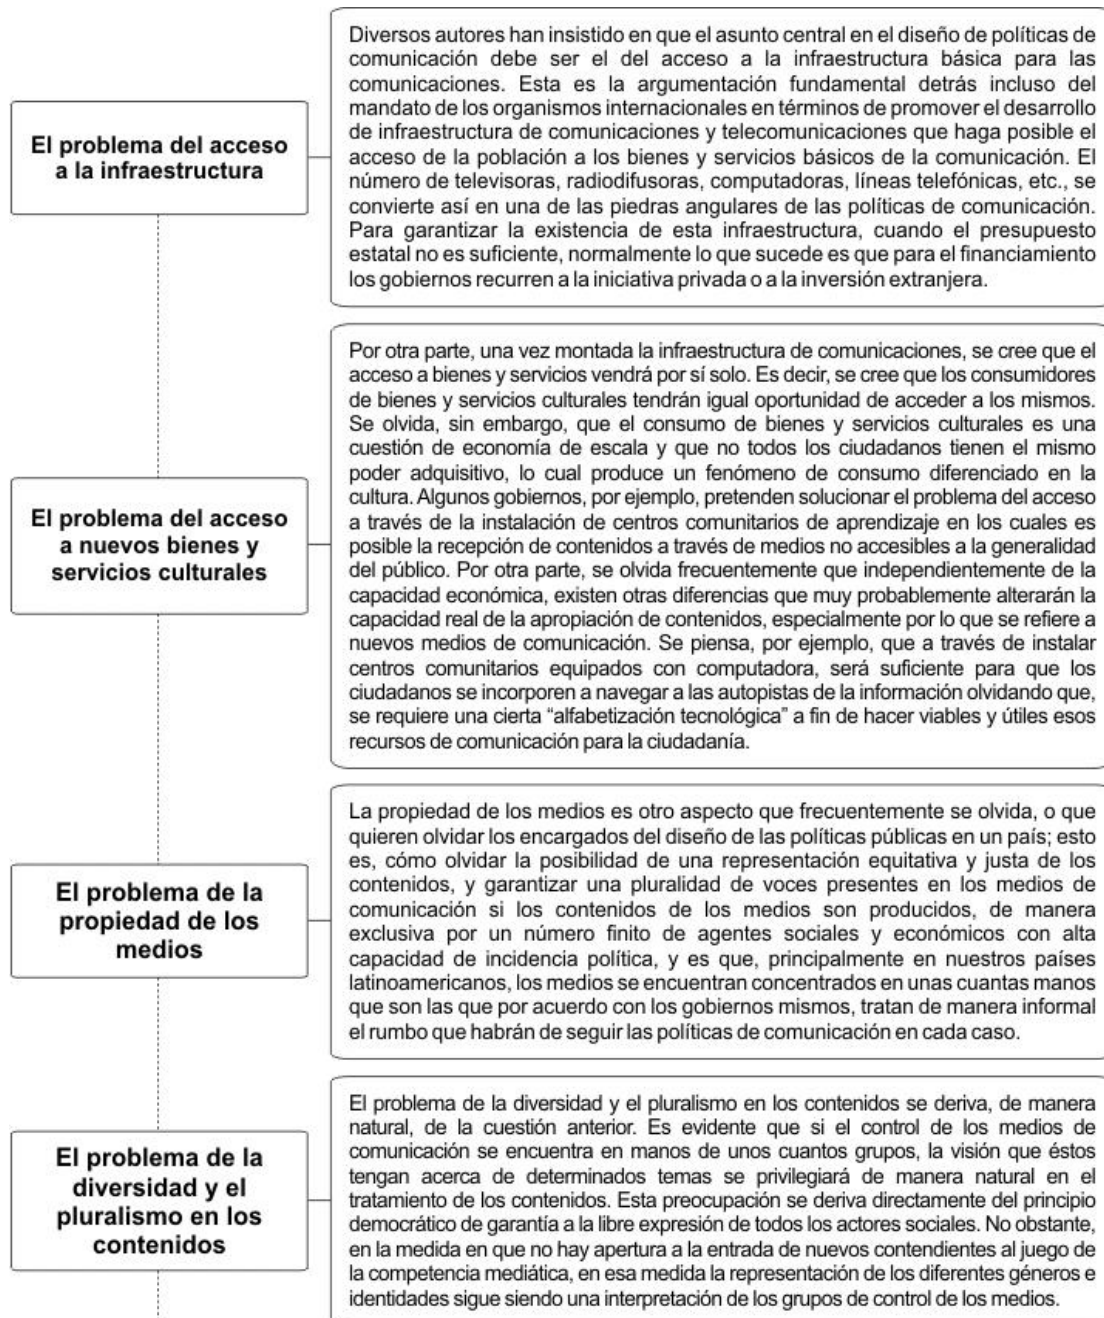 El problema del acceso
a la infraestructura
Diversos autores han insistido en que el asunto central en el diseño de políticas de
comunicación debe ser el del acceso a la infraestructura básica para las
comunicaciones. Esta es la argumentación fundamental detrás incluso del
mandato de los organismos internacionales en términos de promover el desarrollo
de infraestructura de comunicaciones y telecomunicaciones que haga posible el
acceso de la población a los bienes y servicios básicos de la comunicación. El
número de televisoras, radiodifusoras, computadoras, líneas telefónicas, etc., se
convierte así en una de las piedras angulares de las políticas de comunicación.
Para garantizar la existencia de esta infraestructura, cuando el presupuesto
estatal no es suficiente, normalmente lo que sucede es que para el financiamiento
los gobiernos recurren a la iniciativa privada o a la inversión extranjera.
El problema del acceso
a nuevos bienes y
servicios culturales
Por otra parte, una vez montada la infraestructura de comunicaciones, se cree que el
acceso a bienes y servicios vendrá por sí solo. Es decir, se cree que los consumidores
de bienes y servicios culturales tendrán igual oportunidad de acceder a los mismos.
Se olvida, sin embargo, que el consumo de bienes y servicios culturales es una
cuestión de economía de escala y que no todos los ciudadanos tienen el mismo
poder adquisitivo, lo cual produce un fenómeno de consumo diferenciado en la
cultura. Algunos gobiernos, por ejemplo, pretenden solucionar el problema del acceso
a través de la instalación de centros comunitarios de aprendizaje en los cuales es
posible la recepción de contenidos a través de medios no accesibles a la generalidad
del público. Por otra parte, se olvida frecuentemente que independientemente de la
capacidad económica, existen otras diferencias que muy probablemente alterarán la
capacidad real de la apropiación de contenidos, especialmente por lo que se refiere a
nuevos medios de comunicación. Se piensa, por ejemplo, que a través de instalar
centros comunitarios equipados con computadora, será suficiente para que los
ciudadanos se incorporen a navegar a las autopistas de la información olvidando que,
se requiere una cierta “alfabetización tecnológica” a fin de hacer viables y útiles esos
recursos de comunicación para la ciudadanía.
El problema de la
propiedad de los
medios
La propiedad de los medios es otro aspecto que frecuentemente se olvida, o que
quieren olvidar los encargados del diseño de las políticas públicas en un país; esto
es, cómo olvidar la posibilidad de una representación equitativa y justa de los
contenidos, y garantizar una pluralidad de voces presentes en los medios de
comunicación si los contenidos de los medios son producidos, de manera
exclusiva por un número finito de agentes sociales y económicos con alta
capacidad de incidencia política, y es que, principalmente en nuestros países
latinoamericanos, los medios se encuentran concentrados en unas cuantas manos
que son las que por acuerdo con los gobiernos mismos, tratan de manera informal
el rumbo que habrán de seguir las políticas de comunicación en cada caso.
El problema de la
diversidad y el
pluralismo en los
contenidos
El problema de la diversidad y el pluralismo en los contenidos se deriva, de manera
natural, de la cuestión anterior. Es evidente que si el control de los medios de
comunicación se encuentra en manos de unos cuantos grupos, la visión que éstos
tengan acerca de determinados temas se privilegiará de manera natural en el
tratamiento de los contenidos. Esta preocupación se deriva directamente del principio
democrático de garantía a la libre expresión de todos los actores sociales. No obstante,
en la medida en que no hay apertura a la entrada de nuevos contendientes al juego de
la competencia mediática, en esa medida la representación de los diferentes géneros e
identidades sigue siendo una interpretación de los grupos de control de los medios.